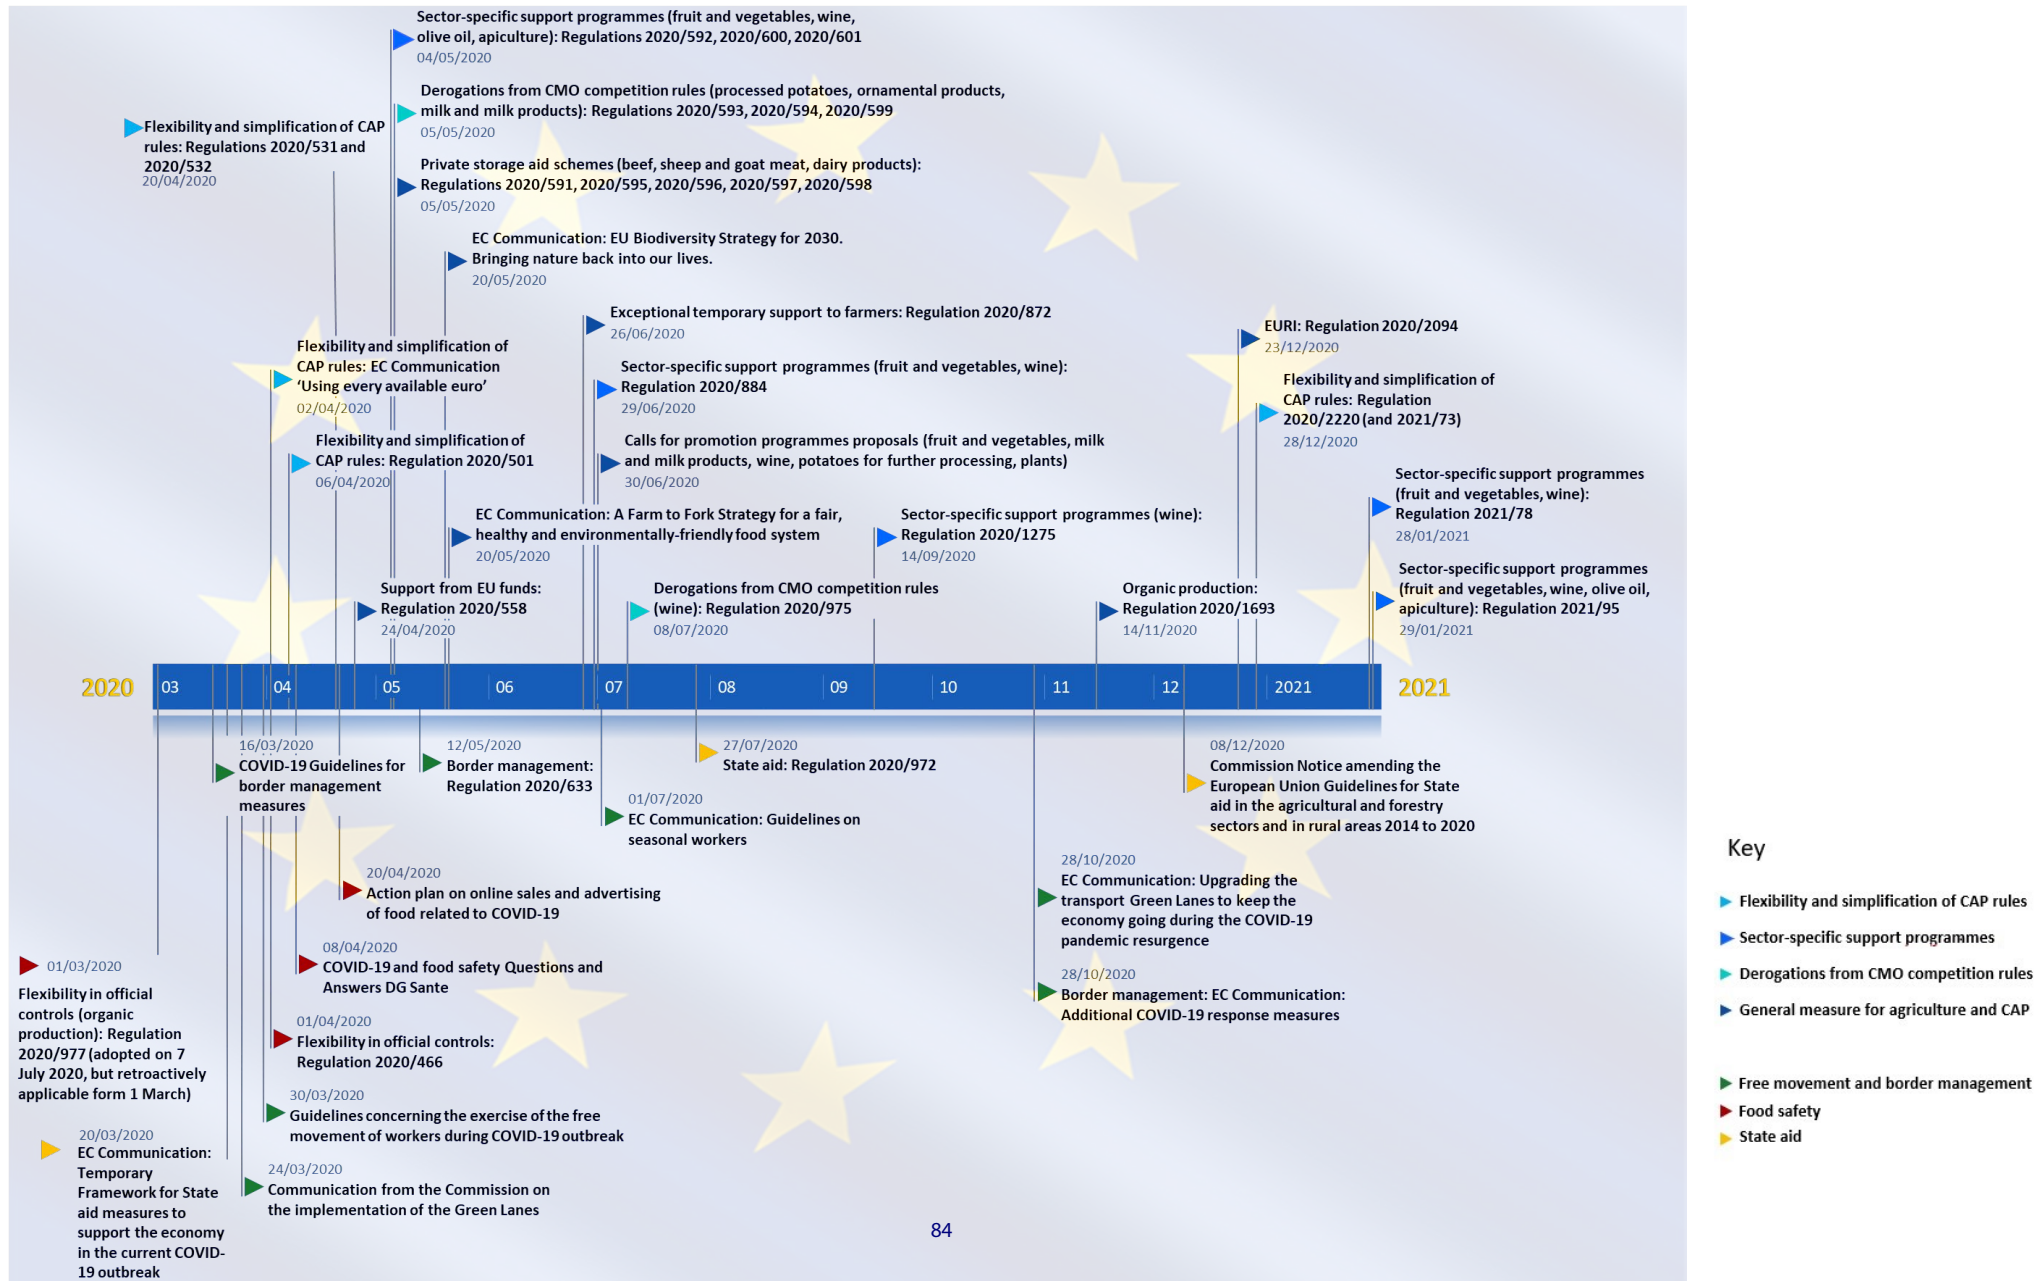 Sector-specific support programmes (fruit and vegetables, wine,
olive oil, apiculture): Regulations 2020/592, 2020/600, 2020/601
04/05/2020
Derogations from CMO competition rules (processed potatoes, ornamental products,
milk and milk products): Regulations 2020/593, 2020/594, 2020/599
05/05/2020
Flexibility and simplification of CAP
rules: Regulations 2020/531 and
2020/532
20/04/2020
Private storage aid schemes (beef, sheep and goat meat, dairy products):
Regulations 2020/591, 2020/595, 2020/596, 2020/597, 2020/598
05/05/2020
EC Communication: EU Biodiversity Strategy for 2030.
Bringing nature back into our lives.
20/05/2020
Exceptional temporary support to farmers: Regulation 2020/872
26/06/2020
EURI: Regulation 2020/2094
23/12/2020
Flexibility and simplification of
CAP rules: EC Communication
‘Using every available euro’
02/04/2020
Sector-specific support programmes (fruit and vegetables, wine):
Regulation 2020/884
29/06/2020
Flexibility and simplification of
CAP rules: Regulation
2020/2220 (and 2021/73)
28/12/2020
Flexibility and simplification of
CAP rules: Regulation 2020/501
06/04/2020
Calls for promotion programmes proposals (fruit and vegetables, milk
and milk products, wine, potatoes for further processing, plants)
30/06/2020
Sector-specific support programmes
(fruit and vegetables, wine):
Regulation 2021/78
28/01/2021
EC Communication: A Farm to Fork Strategy for a fair,
healthy and environmentally-friendly food system
20/05/2020
Sector-specific support programmes (wine):
Regulation 2020/1275
14/09/2020
Sector-specific support programmes
(fruit and vegetables, wine, olive oil,
apiculture): Regulation 2021/95
29/01/2021
Support from EU funds:
Regulation 2020/558
24/04/2020
Derogations from CMO competition rules
(wine): Regulation 2020/975
08/07/2020
Organic production:
Regulation 2020/1693
14/11/2020
2020 03 04 05 06 07 08 09 10 11 12 2021 2021
16/03/2020
COVID-19 Guidelines for
border management
measures
12/05/2020
Border management:
Regulation 2020/633
27/07/2020
State aid: Regulation 2020/972
08/12/2020
Commission Notice amending the
European Union Guidelines for State
aid in the agricultural and forestry
sectors and in rural areas 2014 to 2020
01/07/2020
EC Communication: Guidelines on
seasonal workers
20/04/2020
Action plan on online sales and advertising
of food related to COVID-19
28/10/2020
EC Communication: Upgrading the
transport Green Lanes to keep the
economy going during the COVID-19
pandemic resurgence
08/04/2020
COVID-19 and food safety Questions and
Answers DG Sante
01/03/2020
Flexibility in official
controls (organic
production): Regulation
2020/977 (adopted on 7
July 2020, but retroactively
applicable form 1 March)
28/10/2020
Border management: EC Communication:
Additional COVID-19 response measures
01/04/2020
Flexibility in official controls:
Regulation 2020/466
30/03/2020
Guidelines concerning the exercise of the free
movement of workers during COVID-19 outbreak
20/03/2020
EC Communication:
Temporary
Framework for State
aid measures to
support the economy
in the current COVID-
19 outbreak
24/03/2020
Communication from the Commission on
the implementation of the Green Lanes
84
Key
Flexibility and simplification of CAP rules
Sector-specific support programmes
Derogations from CMO competition rules
General measure for agriculture and CAP
Free movement and border management
Food safety
State aid